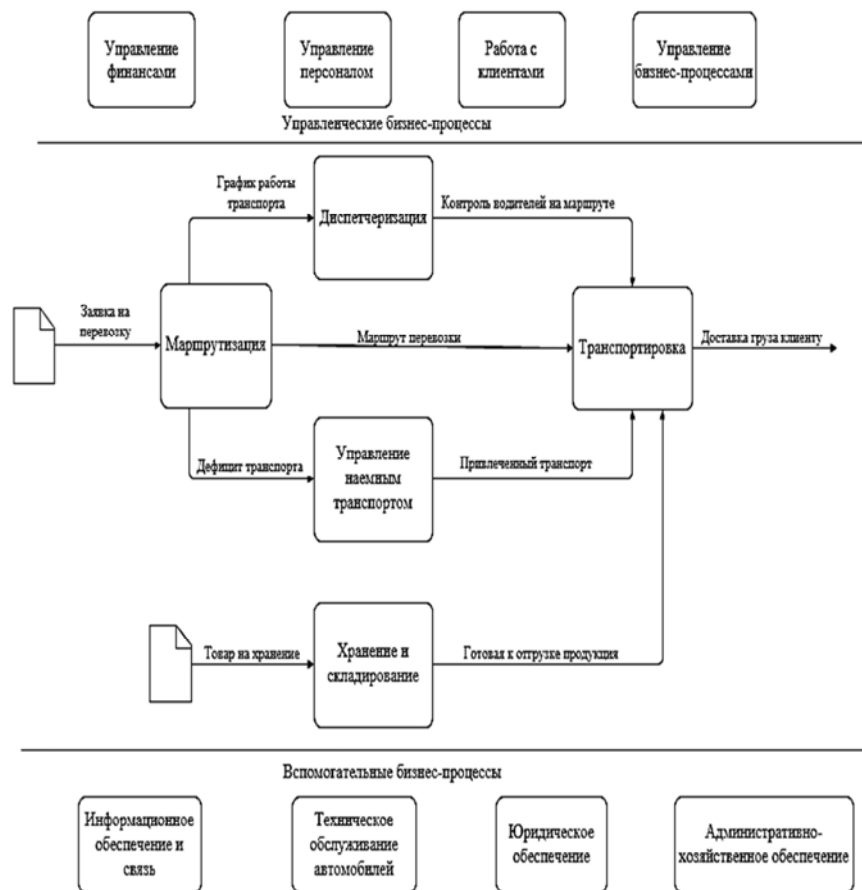 Управление
финансами
Управление
персоналом
Работа с
клиентами
Управление
бизнес-процессами
Управленческие бизнес-процессы
График работы
транспорта
Диспетчеризация
Контроль водителей на маршруте
Заявка на
перевозку
Маршрутизация
Маршрут перевозки
Транспортировка
Доставка груза клиенту
Дефицит транспорта
Управление
наемным
транспортом
Привлеченный транспорт
Товар на хранение
Хранение и
складирование
Готовая к отгрузке продукция
Вспомогательные бизнес-процессы
Информационное
обеспечение и
связь
Техническое
обслуживание
автомобилей
Юридическое
обеспечение
Административно-
хозяйственное обеспечение